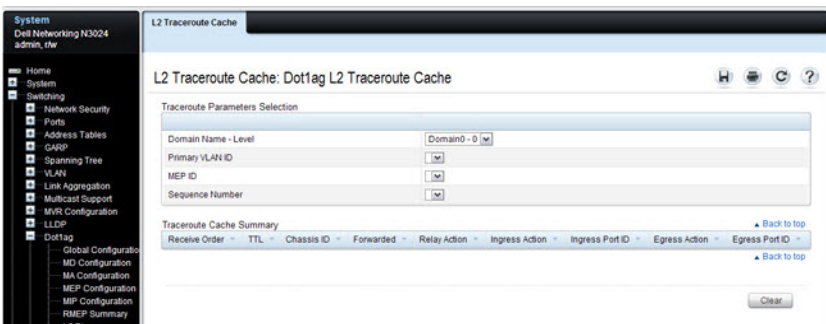 System
Dell Networking N3024
admin, r/w
Home
System
Switching
Network Security
Ports
Address Tables
GARP
Spanning Tree
VLAN
Link Aggregation
Multicast Support
MVR Configuration
LLDP
Dot1ag
Global Configuratio
MD Configuration
MA Configuration
MEP Configuration
MIP Configuration
RMEP Summary
L2 Traceroute Cache
L2 Traceroute Cache: Dot1ag L2 Traceroute Cache
Traceroute Parameters Selection
Domain Name - Level Domain0 - 0
Primary VLAN ID
MEP ID
Sequence Number
Traceroute Cache Summary Back to top
Receive Order TTL Chassis ID Forwarded Relay Action Ingress Action Ingress Port ID Egress Action Egress Port ID
Back to top
Clear